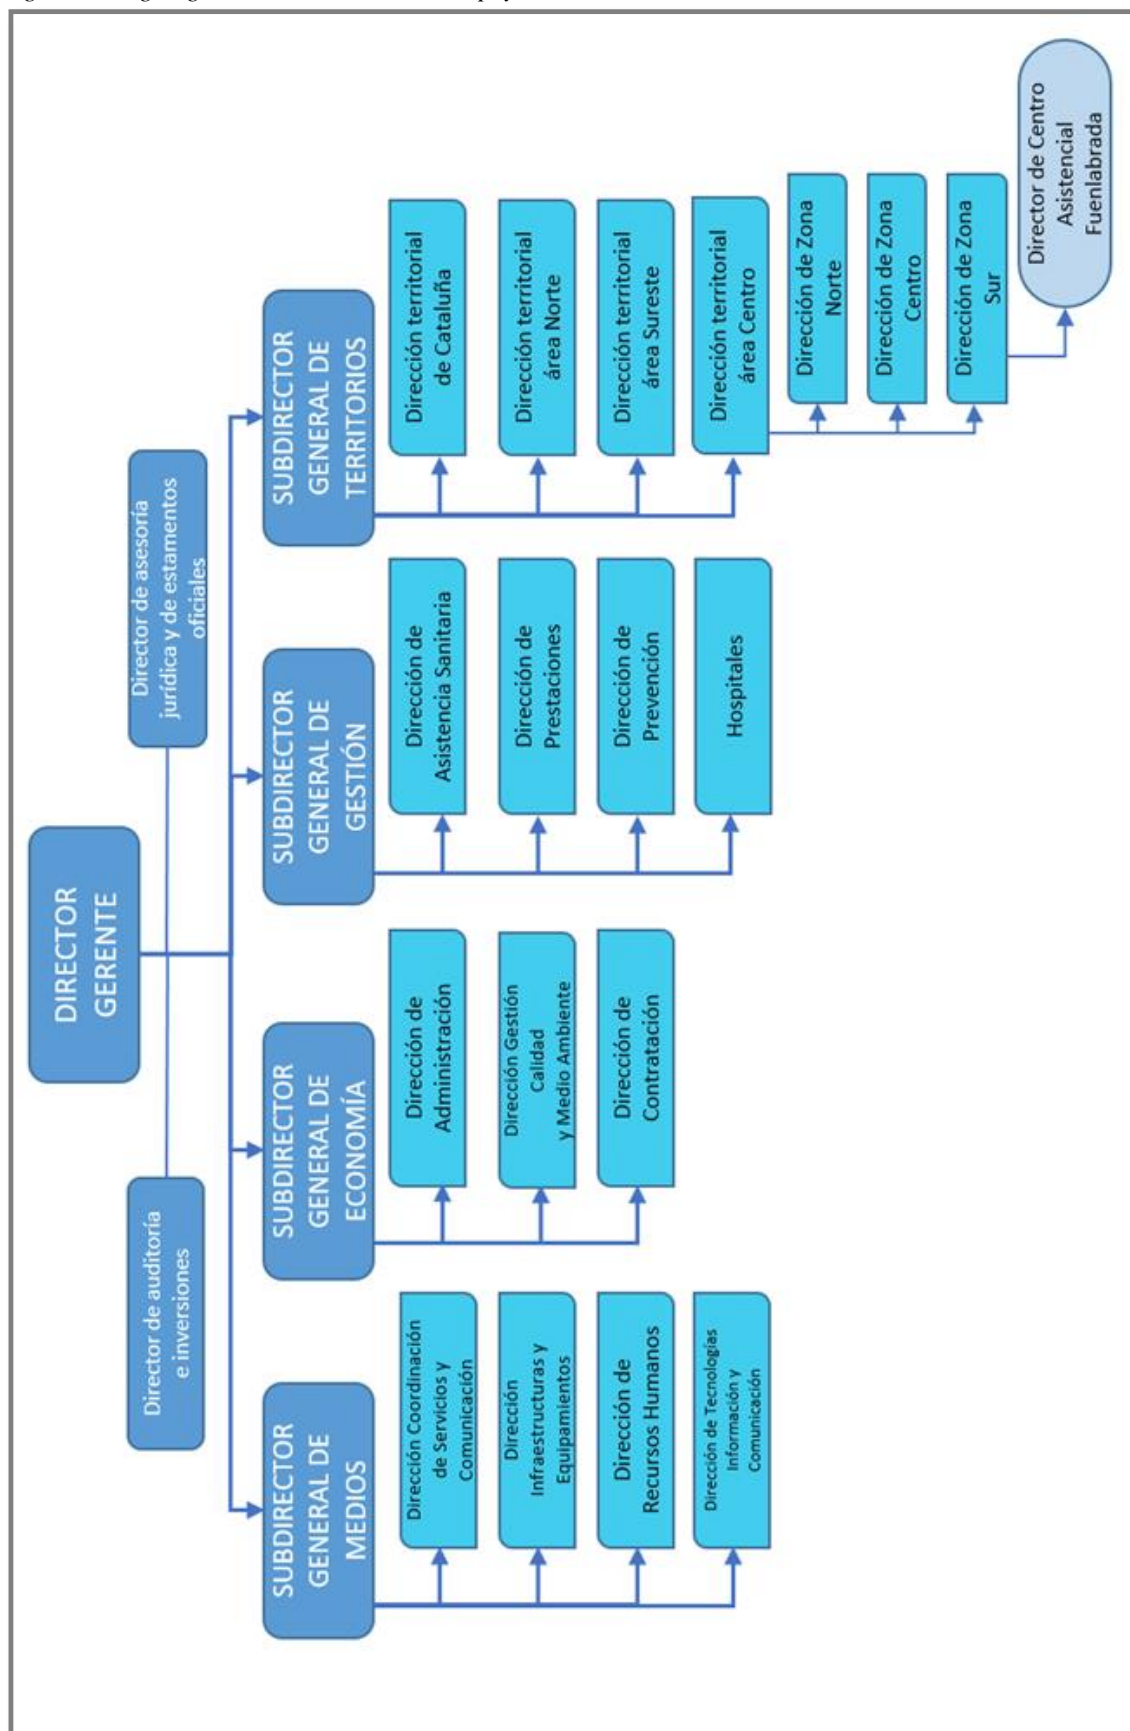 DIRECTOR
GERENTE
Director de auditoría
e inversiones
Director de asesoría
jurídica y de estamentos
oficiales
SUBDIRECTOR
GENERAL DE
MEDIOS
Dirección Coordinación
de Servicios y
Comunicación
Dirección
Infraestructuras y
Equipamientos
Dirección de
Recursos Humanos
Dirección de Tecnologías
Información y
Comunicación
SUBDIRECTOR
GENERAL DE
ECONOMÍA
Dirección de
Administración
Dirección Gestión
Calidad
y Medio Ambiente
Dirección de
Contratación
SUBDIRECTOR
GENERAL DE
GESTIÓN
Dirección de
Asistencia Sanitaria
Dirección de
Prestaciones
Dirección de
Prevención
Hospitales
SUBDIRECTOR
GENERAL DE
TERRITORIOS
Dirección territorial
de Cataluña
Dirección territorial
área Norte
Dirección territorial
área Sureste
Dirección territorial
área Centro
Dirección de Zona
Norte
Dirección de Zona
Centro
Dirección de Zona
Sur
Director de Centro
Asistencial
Fuenlabrada